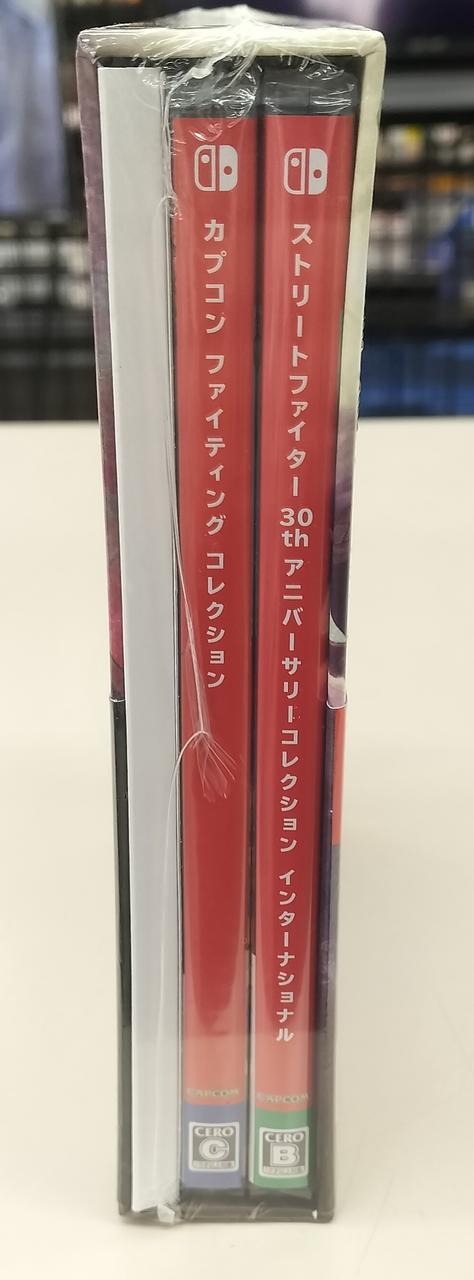 ストリートファイター 30th アニバーサリーコレクション インターナショナル
CAPCOM
CERO
B
カプコン ファイティング コレクション
CAPCOM
CERO
C